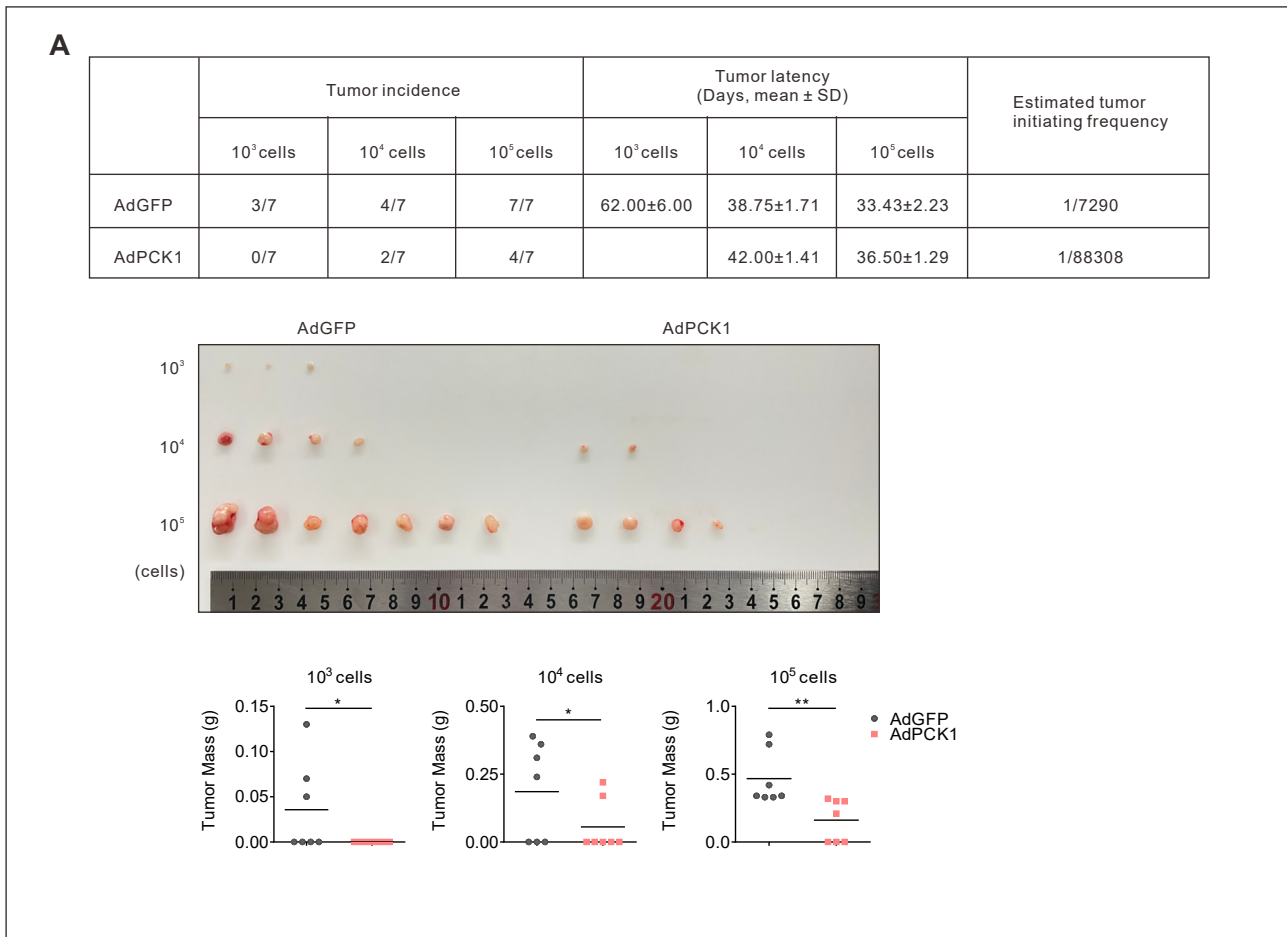 A
Tumor incidence
Tumor latency
(Days, mean ± SD)
Estimated tumor
initiating frequency
10³ cells 10⁴ cells 10⁵ cells 10³ cells 10⁴ cells 10⁵ cells
AdGFP 3/7 4/7 7/7 62.00±6.00 38.75±1.71 33.43±2.23 1/7290
AdPCK1 0/7 2/7 4/7 42.00±1.41 36.50±1.29 1/88308
AdGFP AdPCK1
10³
10⁴
10⁵
(cells)
1 2 3 4 5 6 7 8 9 10 1 2 3 4 5 6 7 8 9 20 1 2 3 4 5 6 7 8 9
10³ cells
Tumor Mass (g)
0.15
0.10
0.05
0.00
*
10⁴ cells
Tumor Mass (g)
0.50
0.25
0.00
*
10⁵ cells
Tumor Mass (g)
1.0
0.5
0.0
**
AdGFP
AdPCK1